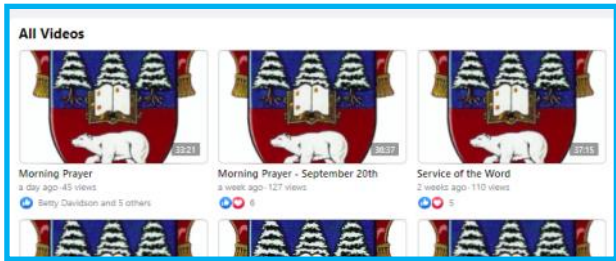 All Videos
33:21
36:37
37:15
Morning Prayer
Morning Prayer - September 20th
Service of the Word
a day ago · 45 views
a week ago · 127 views
2 weeks ago · 110 views
Betty Davidson and 5 others
6
5